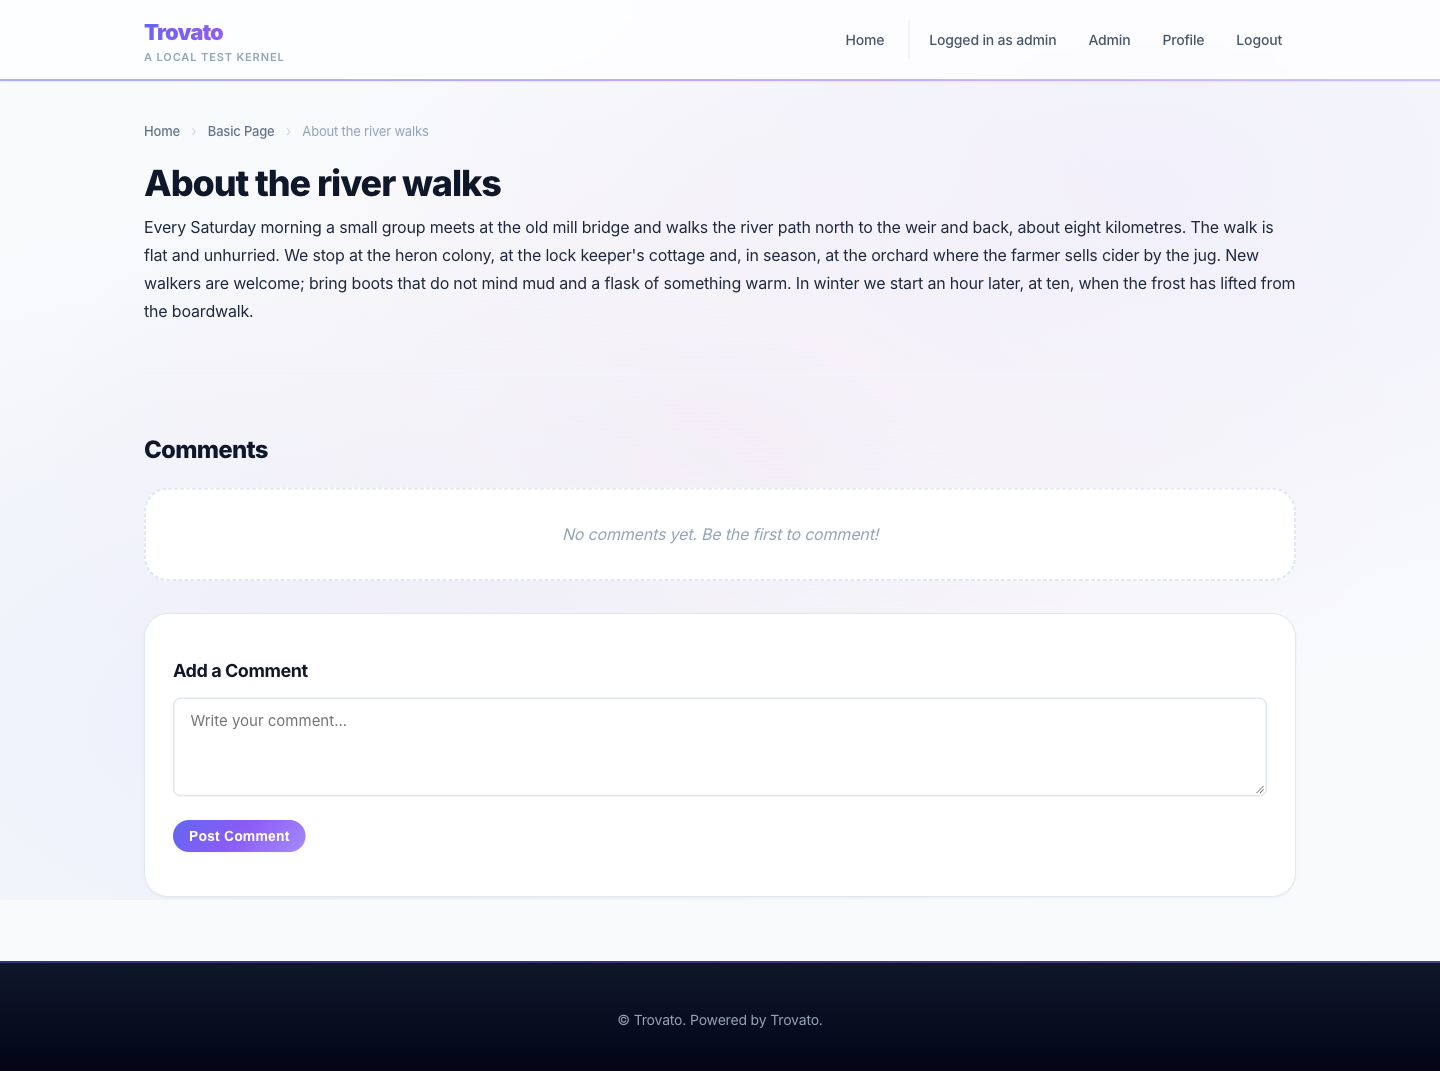 Trovato
A LOCAL TEST KERNEL
Home
Logged in as admin
Admin
Profile
Logout
Home › Basic Page › About the river walks
About the river walks
Every Saturday morning a small group meets at the old mill bridge and walks the river path north to the weir and back, about eight kilometres. The walk is
flat and unhurried. We stop at the heron colony, at the lock keeper's cottage and, in season, at the orchard where the farmer sells cider by the jug. New
walkers are welcome; bring boots that do not mind mud and a flask of something warm. In winter we start an hour later, at ten, when the frost has lifted from
the boardwalk.
Comments
No comments yet. Be the first to comment!
Add a Comment
Write your comment...
Post Comment
© Trovato. Powered by Trovato.